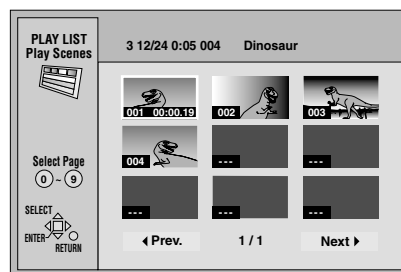 PLAY LIST
Play Scenes
3 12/24 0:05 004 Dinosaur
001 00:00.19
002
003
004
---
---
---
---
---
Select Page
0 ~ 9
SELECT
ENTER
RETURN
Prev.
1 / 1
Next